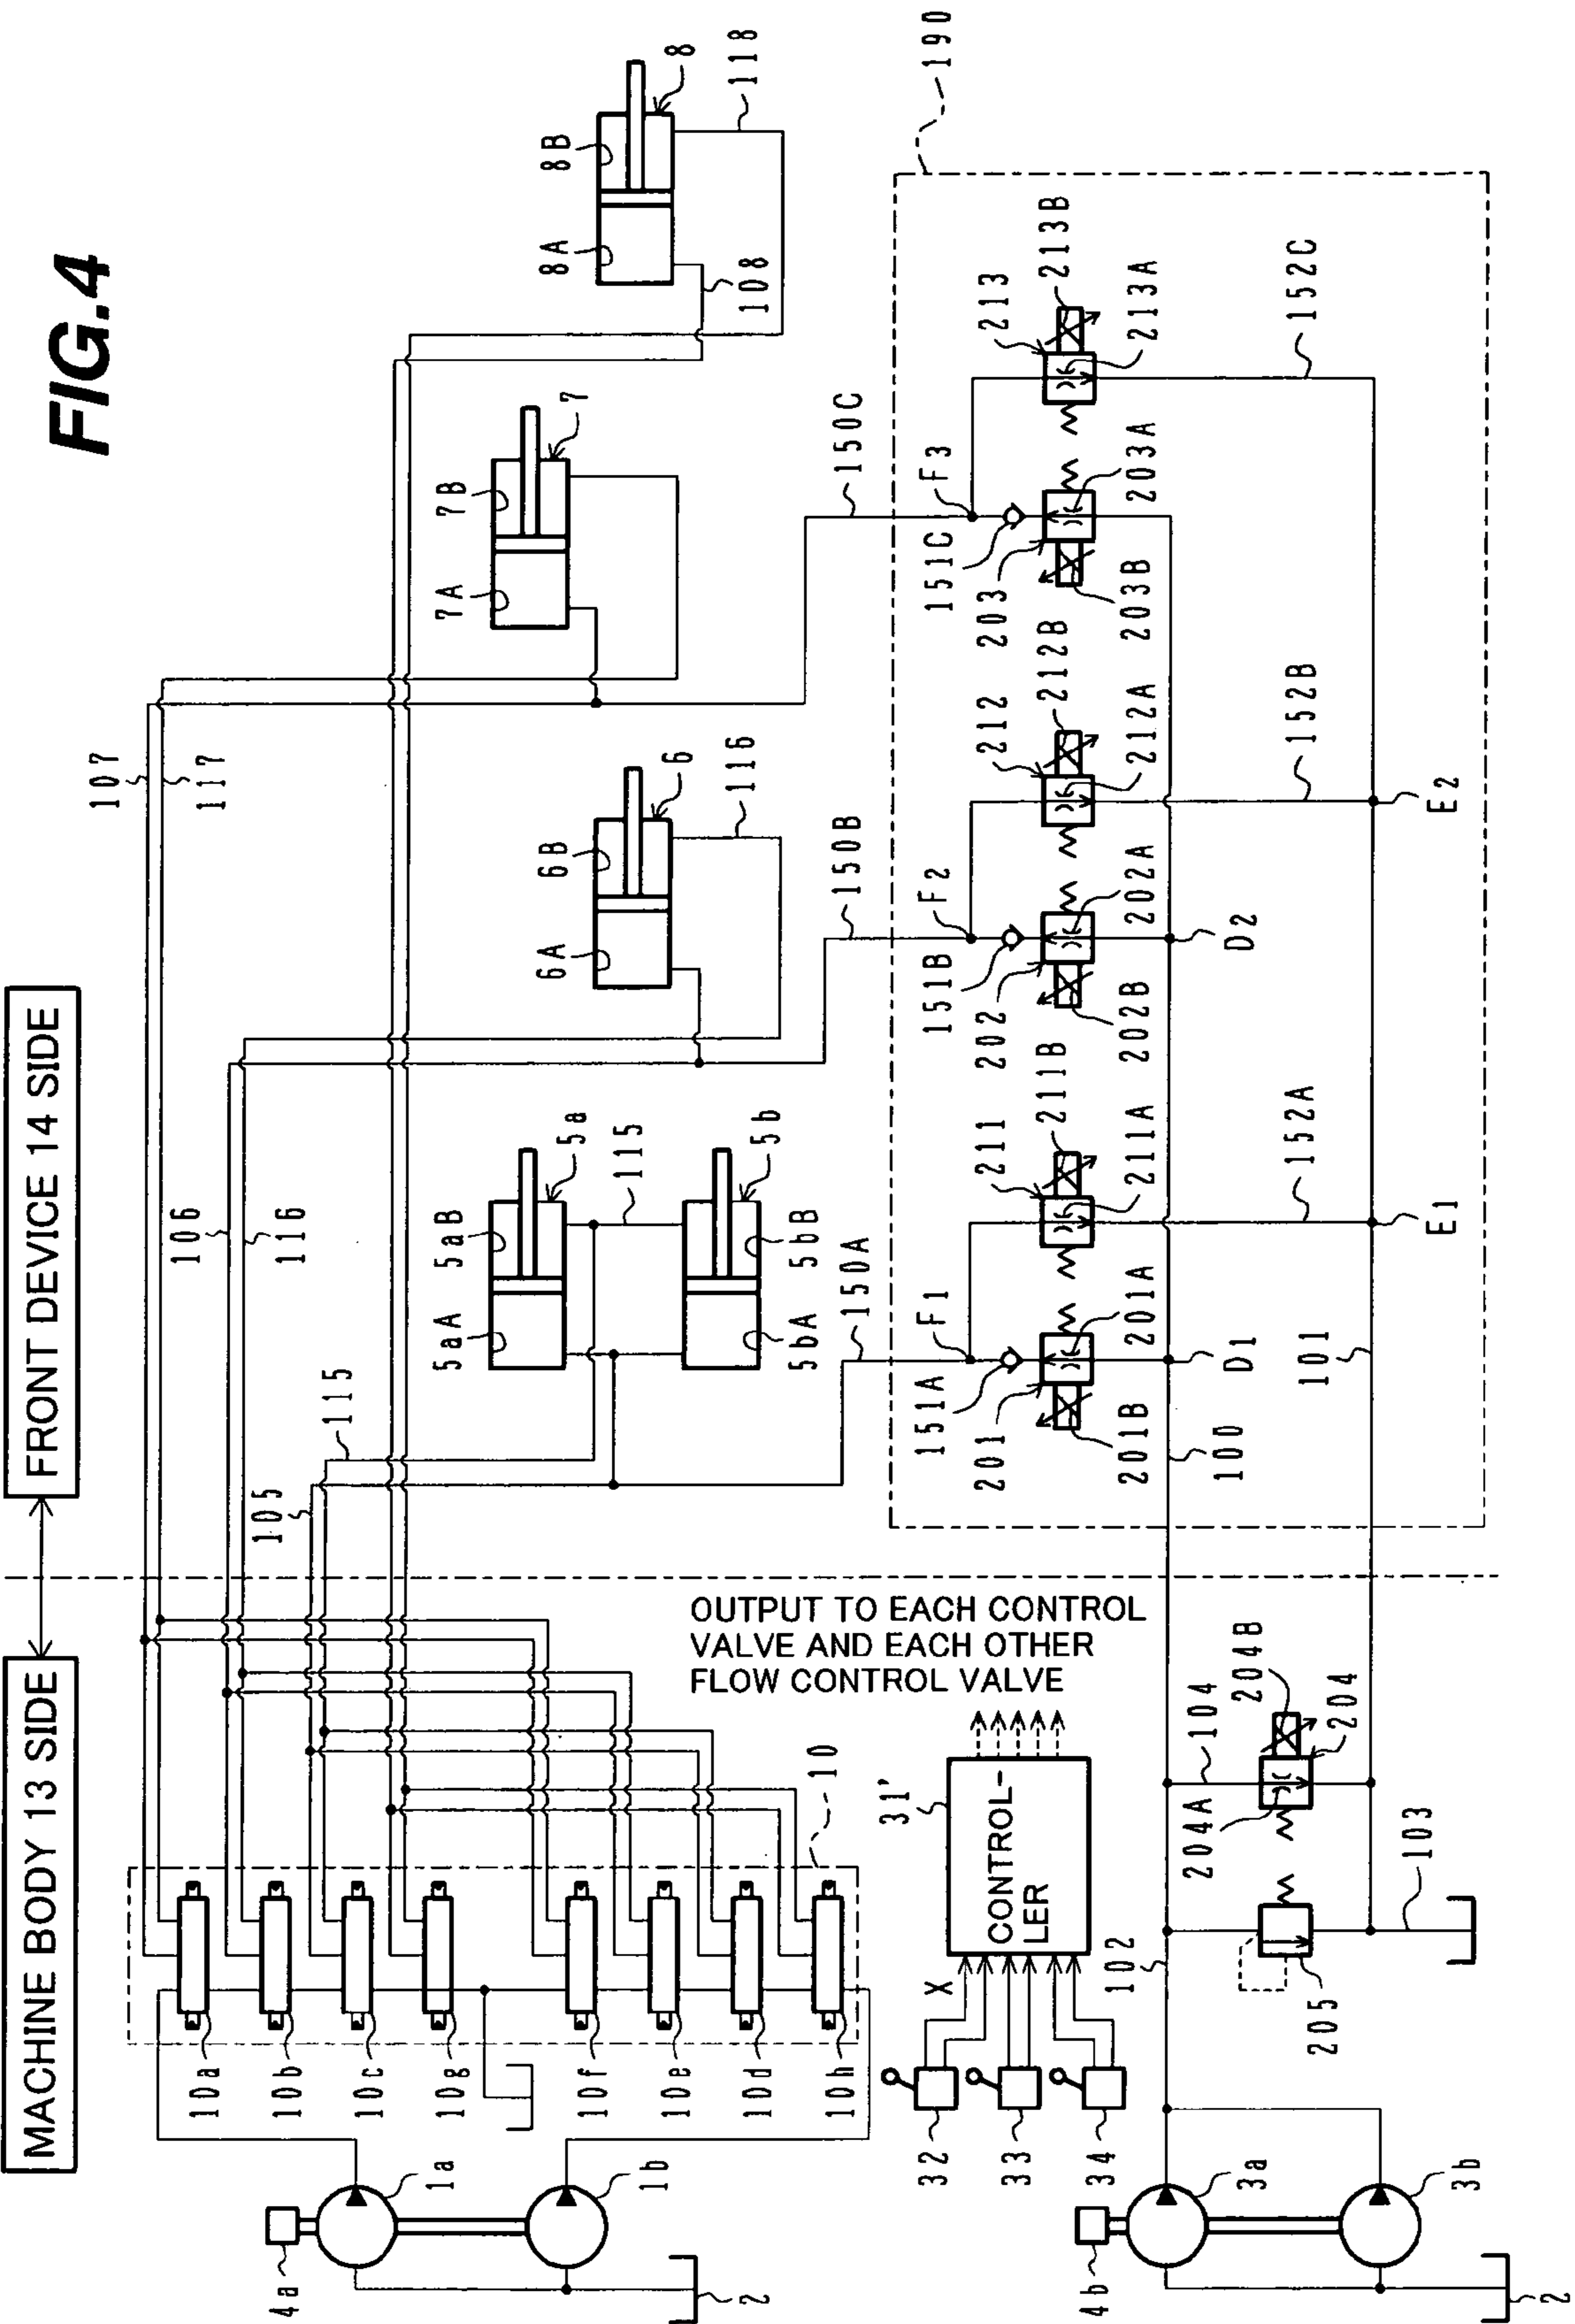 FIG.4
MACHINE BODY 13 SIDE
FRONT DEVICE 14 SIDE
107
117
106
116
105
115
8B
8A
8
118
108
7B
7A
7
6B
6A
6
116
5aB
5aA
5a
115
5bB
5bA
5b
190
150C
150B
150A
F3
F2
F1
151C
151B
151A
213
213B
213A
203
203A
203B
152C
212
212B
212A
202
202A
202B
152B
211
211B
211A
201
201A
201B
152A
D2
D1
E2
E1
100
101
OUTPUT TO EACH CONTROL
VALVE AND EACH OTHER
FLOW CONTROL VALVE
10
31'
CONTROL-
LER
X
32
33
34
102
104
204B
204
204A
103
205
10a
10b
10c
10g
10f
10e
10d
10h
1a
1b
4a
2
3a
3b
4b
2